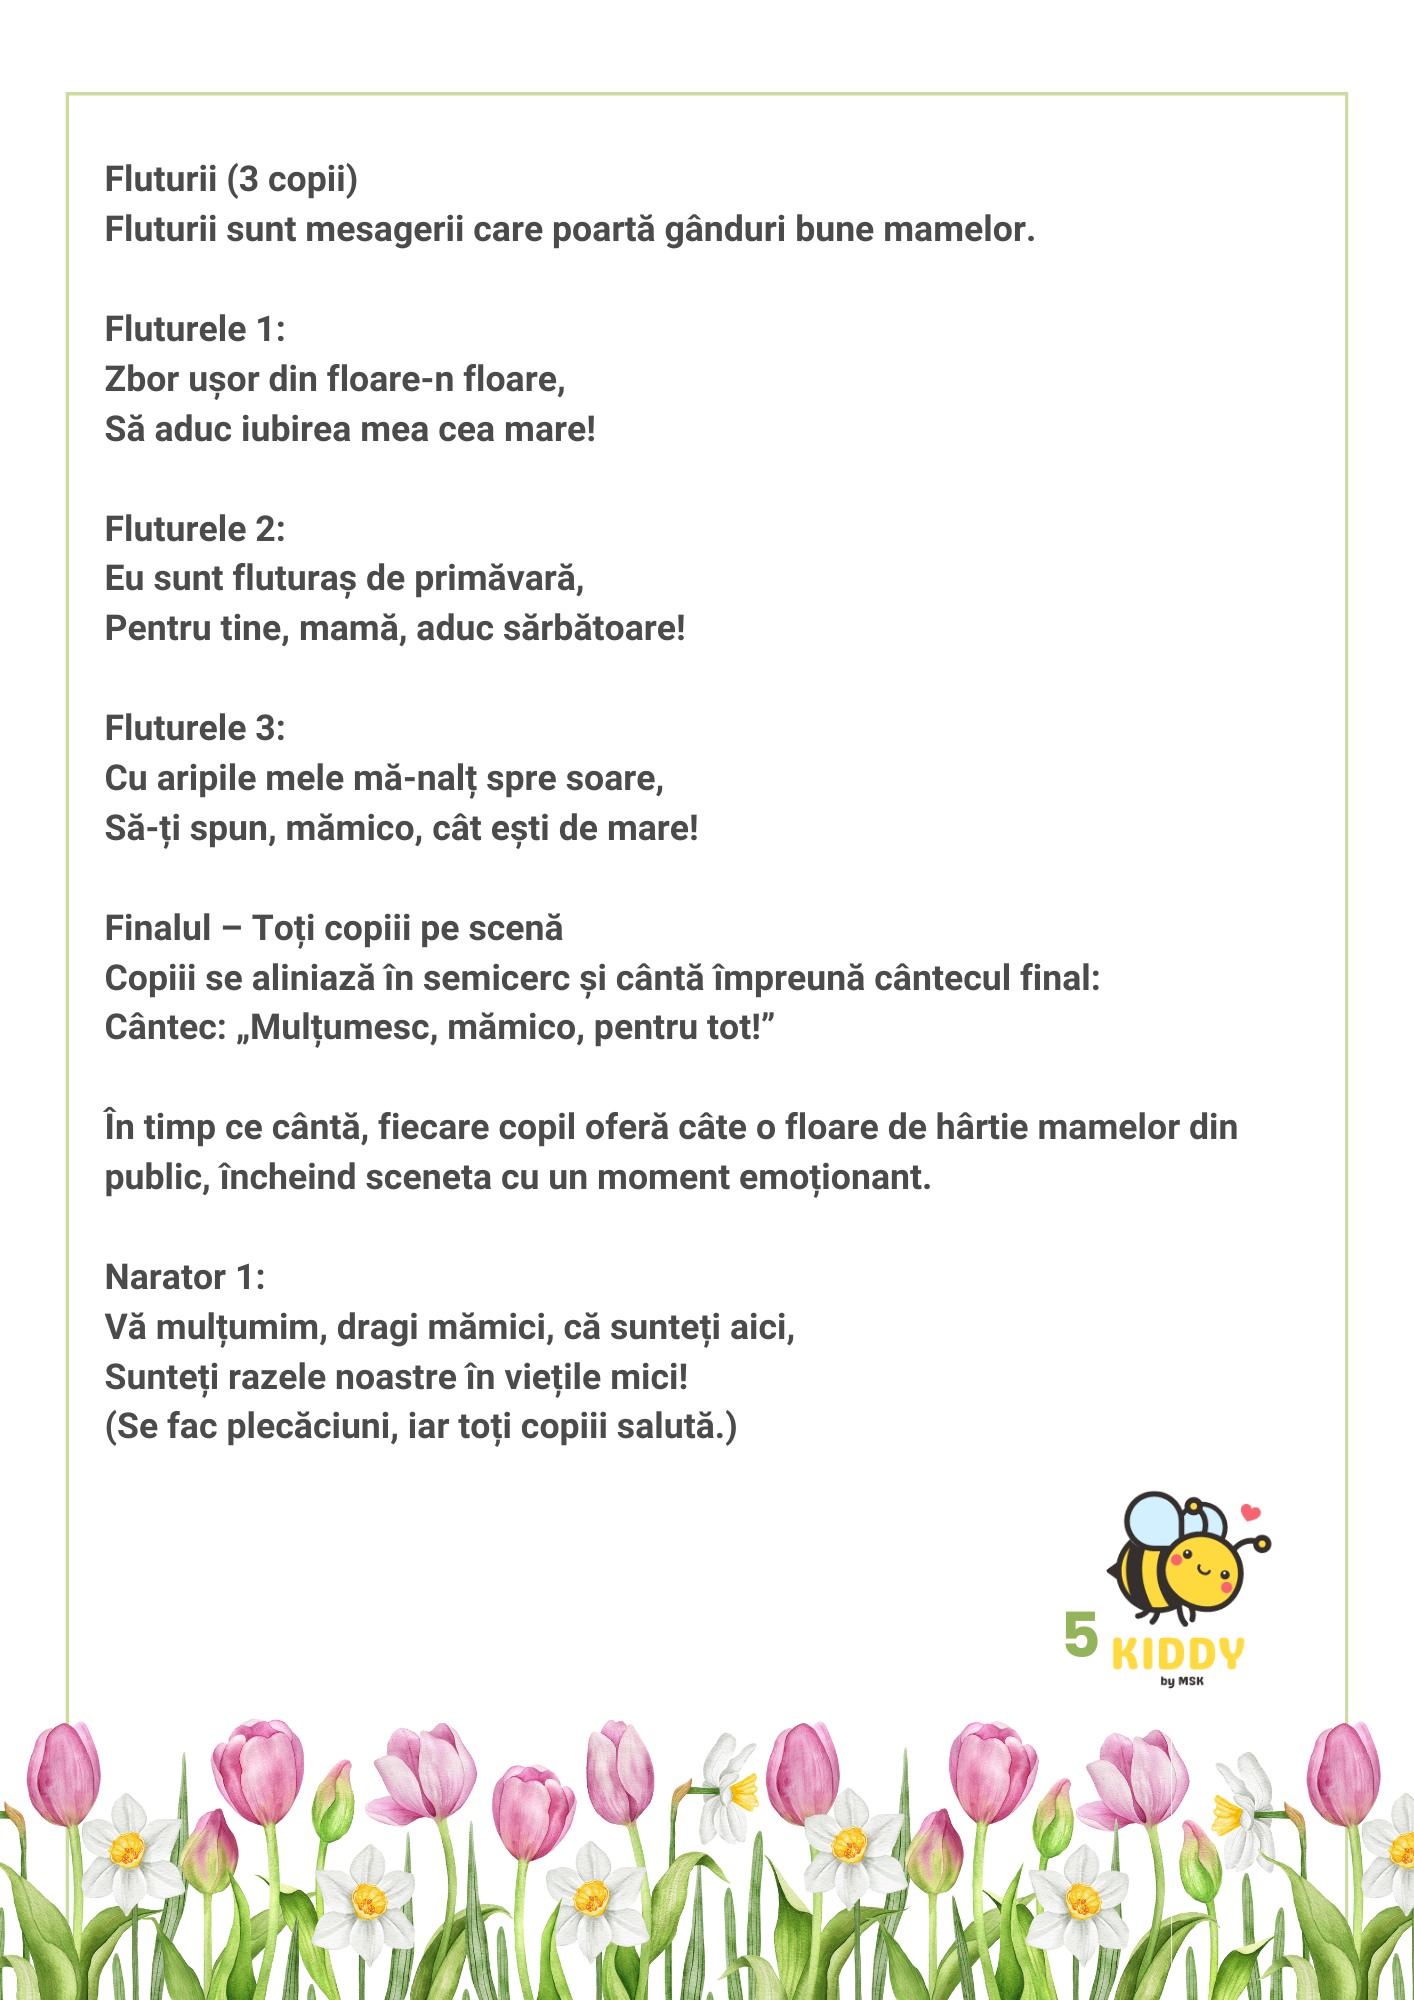 Fluturii (3 copii)
Fluturii sunt mesagerii care poartă gânduri bune mamelor.
Fluturele 1:
Zbor ușor din floare-n floare,
Să aduc iubirea mea cea mare!
Fluturele 2:
Eu sunt fluturaș de primăvară,
Pentru tine, mamă, aduc sărbătoare!
Fluturele 3:
Cu aripile mele mă-nalț spre soare,
Să-ți spun, mămico, cât ești de mare!
Finalul – Toți copiii pe scenă
Copiii se aliniază în semicerc și cântă împreună cântecul final:
Cântec: „Mulțumesc, mămico, pentru tot!”
În timp ce cântă, fiecare copil oferă câte o floare de hârtie mamelor din
public, încheind sceneta cu un moment emoționant.
Narator 1:
Vă mulțumim, dragi mămici, că sunteți aici,
Sunteți razele noastre în viețile mici!
(Se fac plecăciuni, iar toți copiii salută.)
5
KIDDY
by MSK